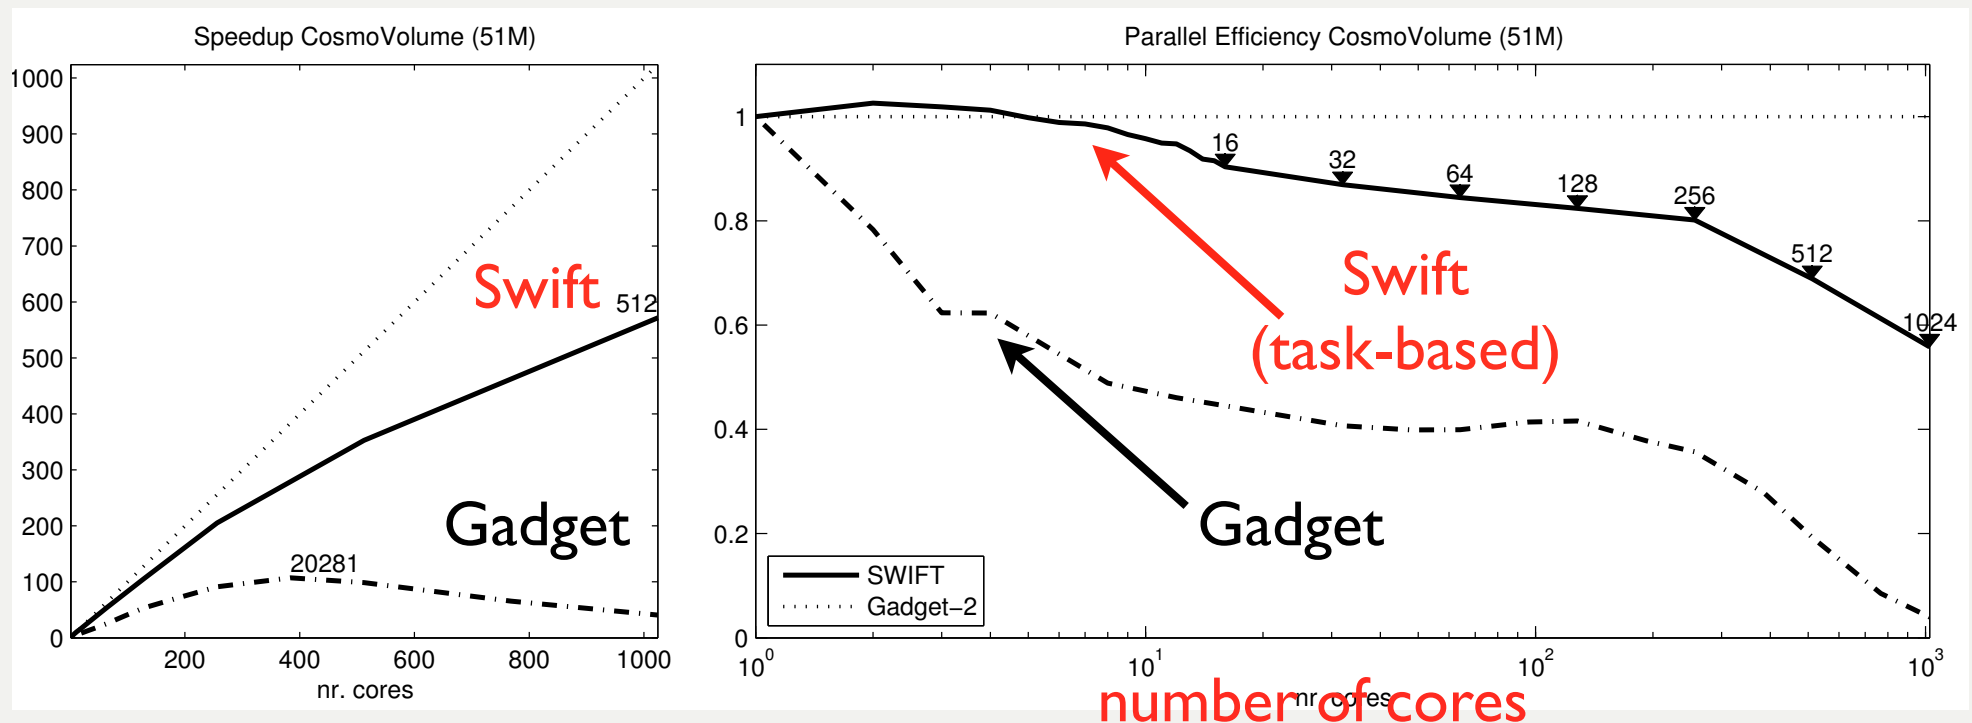 Speedup CosmoVolume (51M)
1000
900
800
700
600
500
400
300
200
100
0
200 400 600 800 1000
nr. cores
Swift
512
Gadget
20281
Parallel Efficiency CosmoVolume (51M)
1
0.8
0.6
0.4
0.2
0
16
32
64
128
256
512
1024
Swift
(task-based)
Gadget
SWIFT
Gadget-2
10^0 10^1 10^2 10^3
nr. cores
number of cores